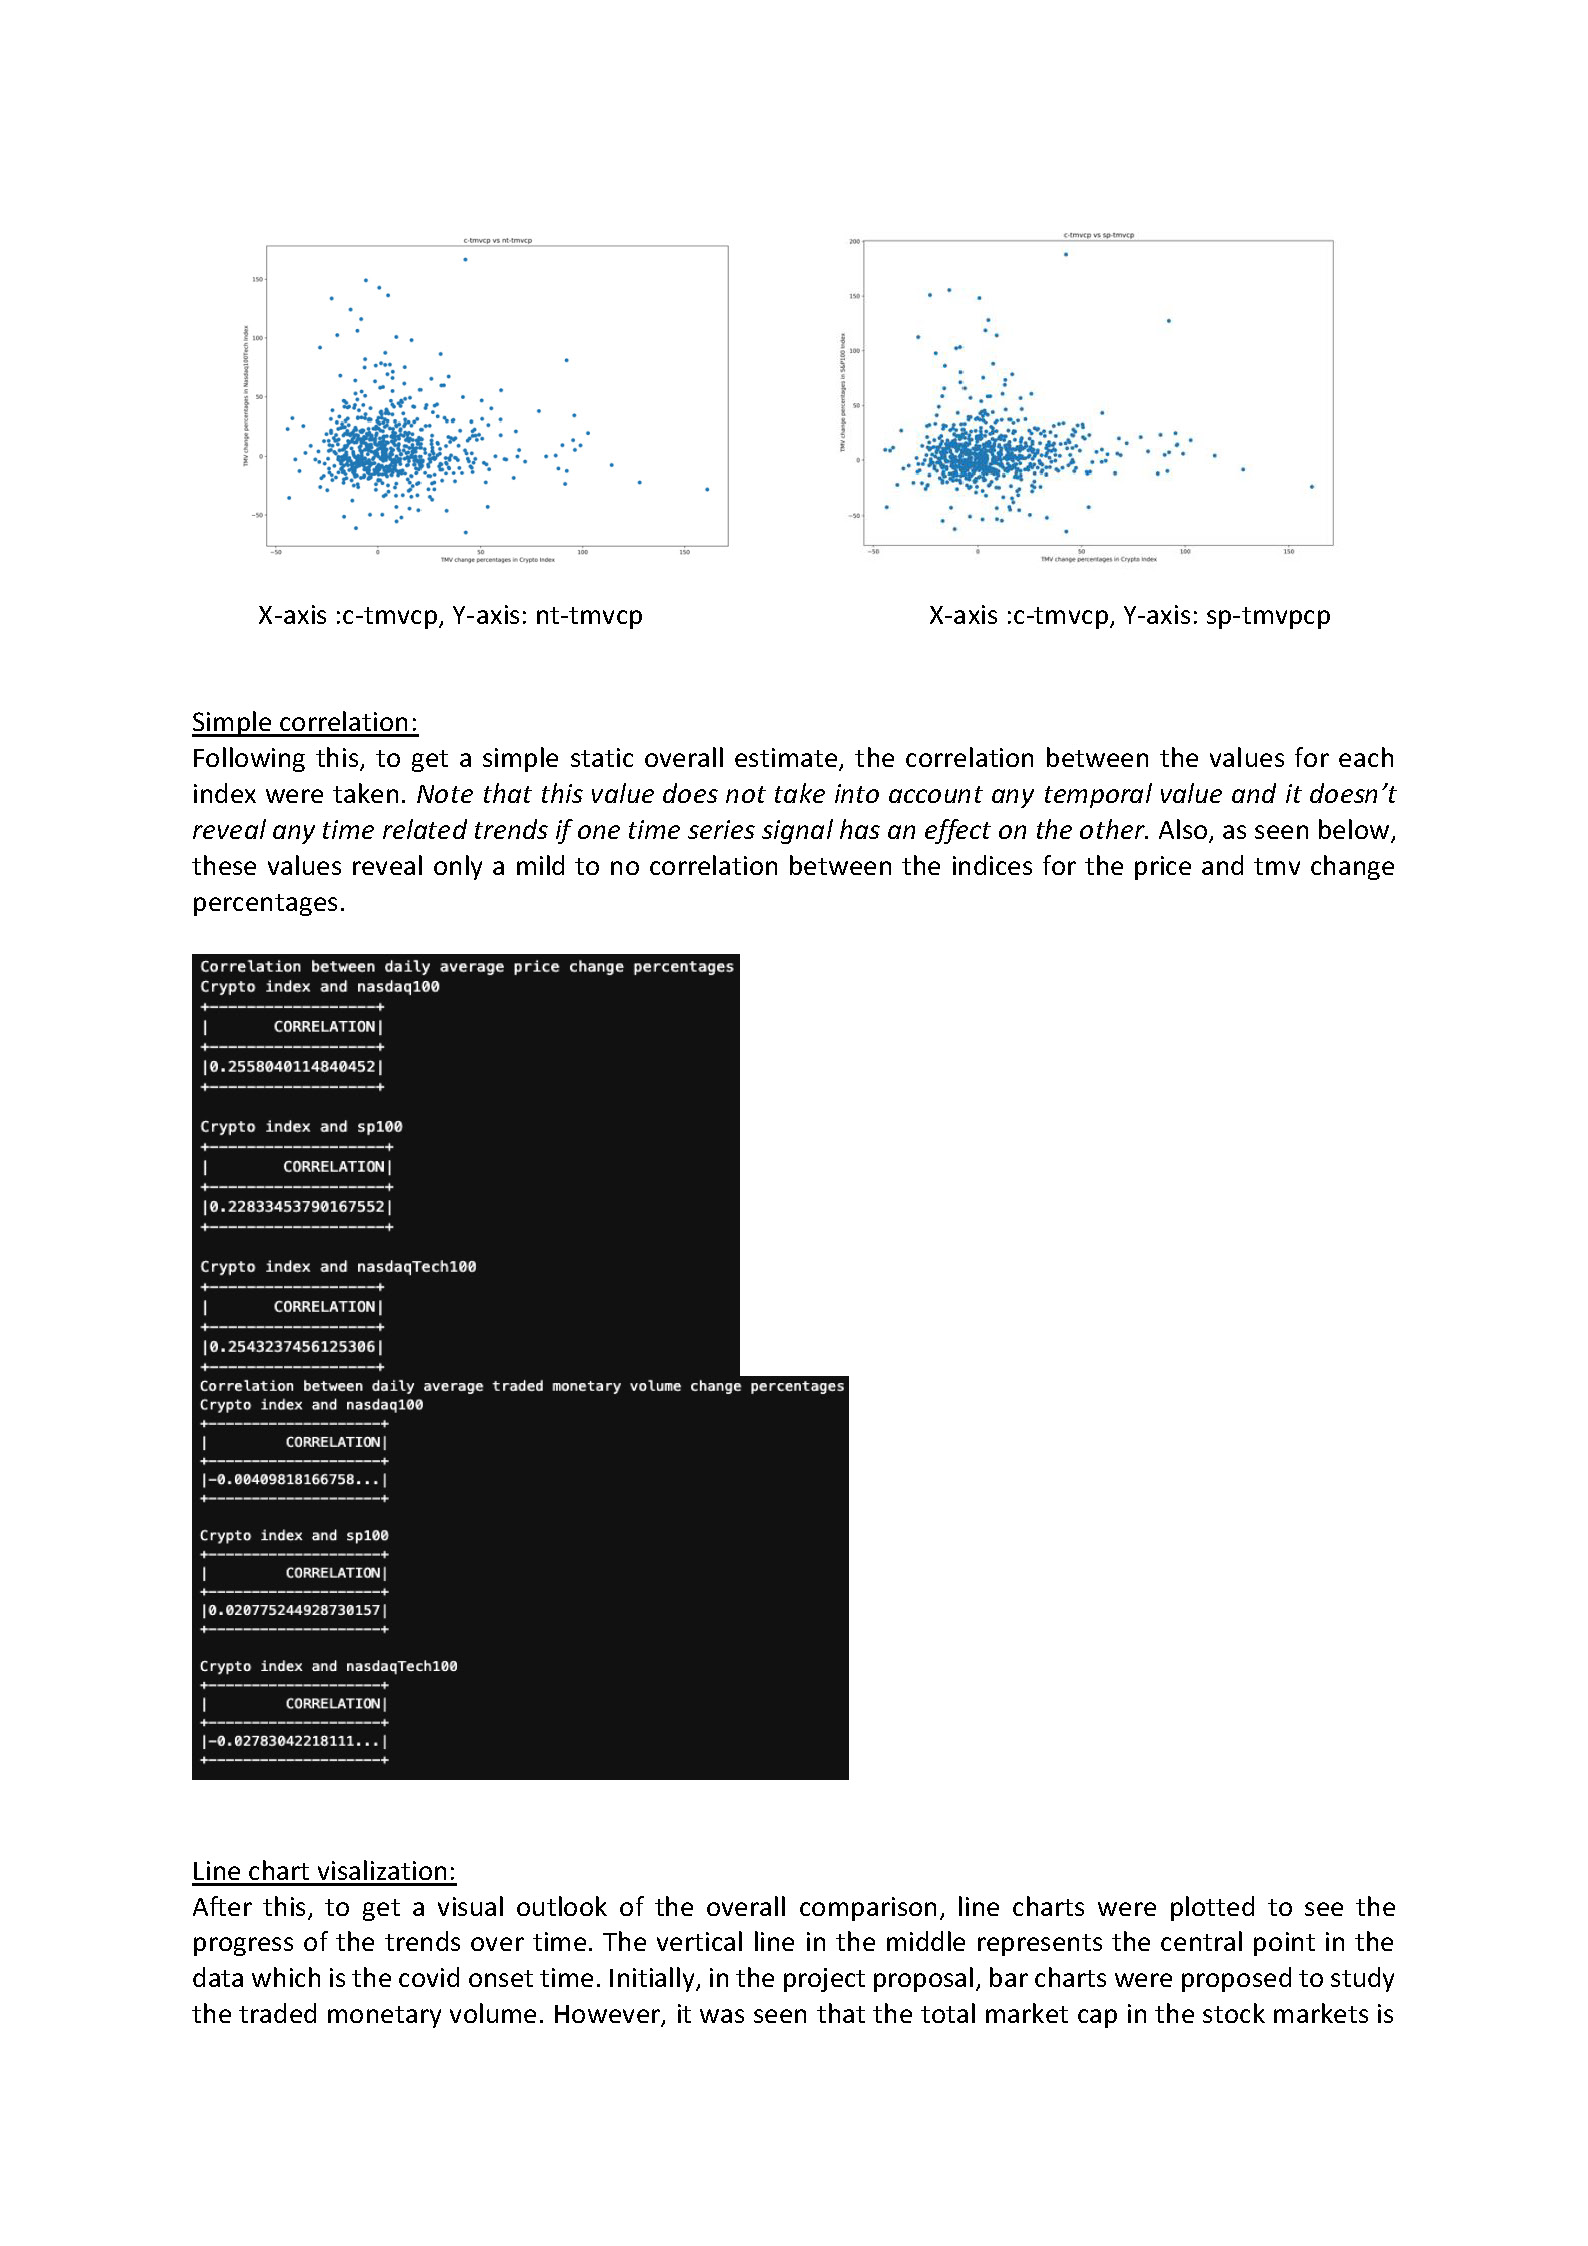 c-tmvcp vs nt-tmvcp
150
100
50
0
−50
TMV change percentages in Nasdaq100Tech Index
−50
0
50
100
150
TMV change percentages in Crypto Index
c-tmvcp vs sp-tmvcp
200
150
100
50
0
−50
TMV change percentages in S&P100 Index
−50
0
50
100
150
TMV change percentages in Crypto Index
X-axis :c-tmvcp, Y-axis: nt-tmvcp
X-axis :c-tmvcp, Y-axis: sp-tmvpcp
Simple correlation:
Following this, to get a simple static overall estimate, the correlation between the values for each
index were taken. Note that this value does not take into account any temporal value and it doesn’t
reveal any time related trends if one time series signal has an effect on the other. Also, as seen below,
these values reveal only a mild to no correlation between the indices for the price and tmv change
percentages.
Correlation between daily average price change percentages
Crypto index and nasdaq100
+------------------+
|       CORRELATION|
+------------------+
|0.2558040114840452|
+------------------+
Crypto index and sp100
+-------------------+
|        CORRELATION|
+-------------------+
|0.22833453790167552|
+-------------------+
Crypto index and nasdaqTech100
+------------------+
|       CORRELATION|
+------------------+
|0.2543237456125306|
+------------------+
Correlation between daily average traded monetary volume change percentages
Crypto index and nasdaq100
+--------------------+
|         CORRELATION|
+--------------------+
|-0.00409818166758...|
+--------------------+
Crypto index and sp100
+--------------------+
|         CORRELATION|
+--------------------+
|0.020775244928730157|
+--------------------+
Crypto index and nasdaqTech100
+--------------------+
|         CORRELATION|
+--------------------+
|-0.02783042218111...|
+--------------------+
Line chart visalization:
After this, to get a visual outlook of the overall comparison, line charts were plotted to see the
progress of the trends over time. The vertical line in the middle represents the central point in the
data which is the covid onset time. Initially, in the project proposal, bar charts were proposed to study
the traded monetary volume. However, it was seen that the total market cap in the stock markets is